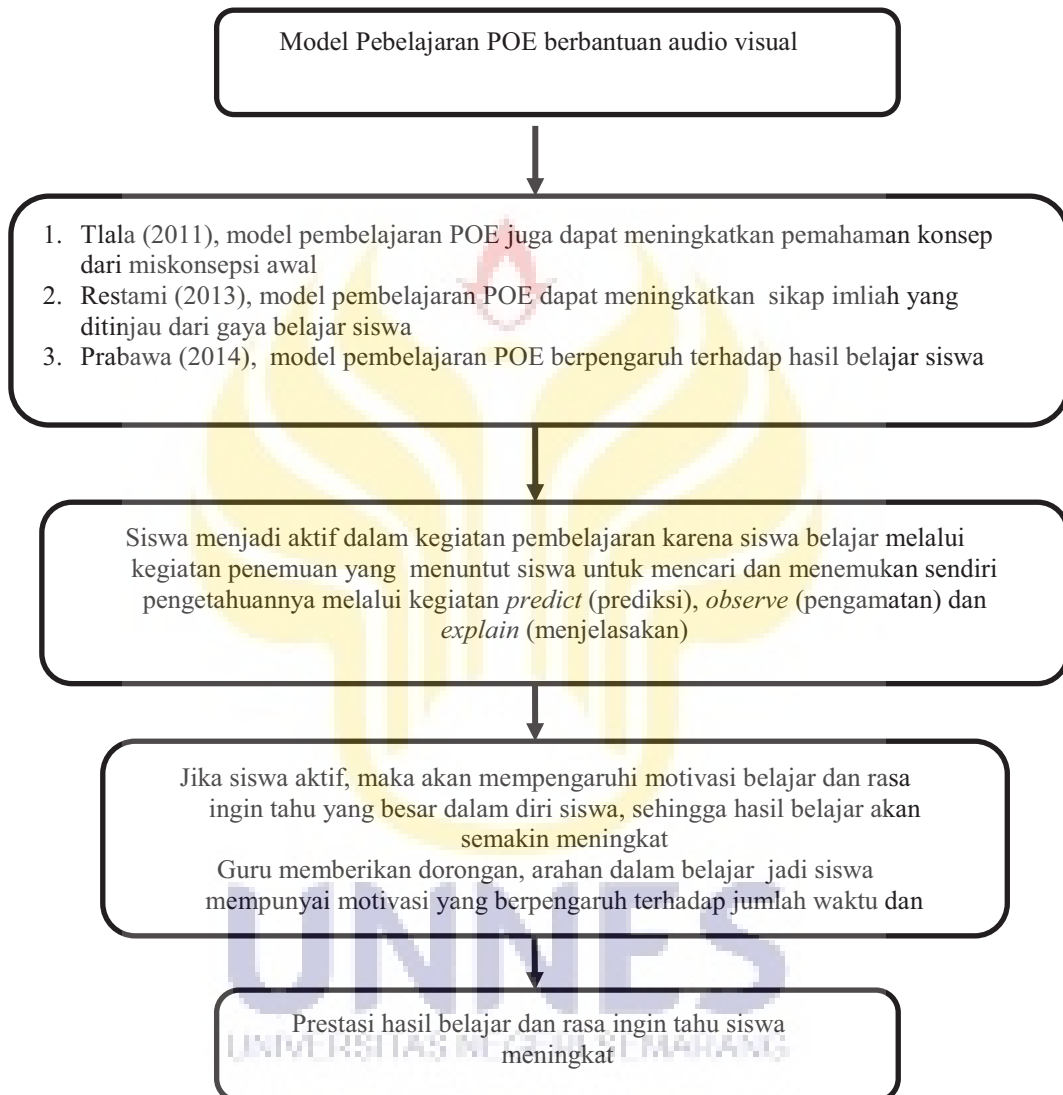 Model Pebelajaran POE berbantuan audio visual
1. Tlala (2011), model pembelajaran POE juga dapat meningkatkan pemahaman konsep
dari miskonsepsi awal
2. Restami (2013), model pembelajaran POE dapat meningkatkan sikap imliah yang
ditinjau dari gaya belajar siswa
3. Prabawa (2014), model pembelajaran POE berpengaruh terhadap hasil belajar siswa
Siswa menjadi aktif dalam kegiatan pembelajaran karena siswa belajar melalui
kegiatan penemuan yang menuntut siswa untuk mencari dan menemukan sendiri
pengetahuannya melalui kegiatan predict (prediksi), observe (pengamatan) dan
explain (menjelasakan)
Jika siswa aktif, maka akan mempengaruhi motivasi belajar dan rasa
ingin tahu yang besar dalam diri siswa, sehingga hasil belajar akan
semakin meningkat
Guru memberikan dorongan, arahan dalam belajar jadi siswa
mempunyai motivasi yang berpengaruh terhadap jumlah waktu dan
UNNES
Prestasi hasil belajar dan rasa ingin tahu siswa
meningkat
UNIVERSITAS NEGERI SEMARANG